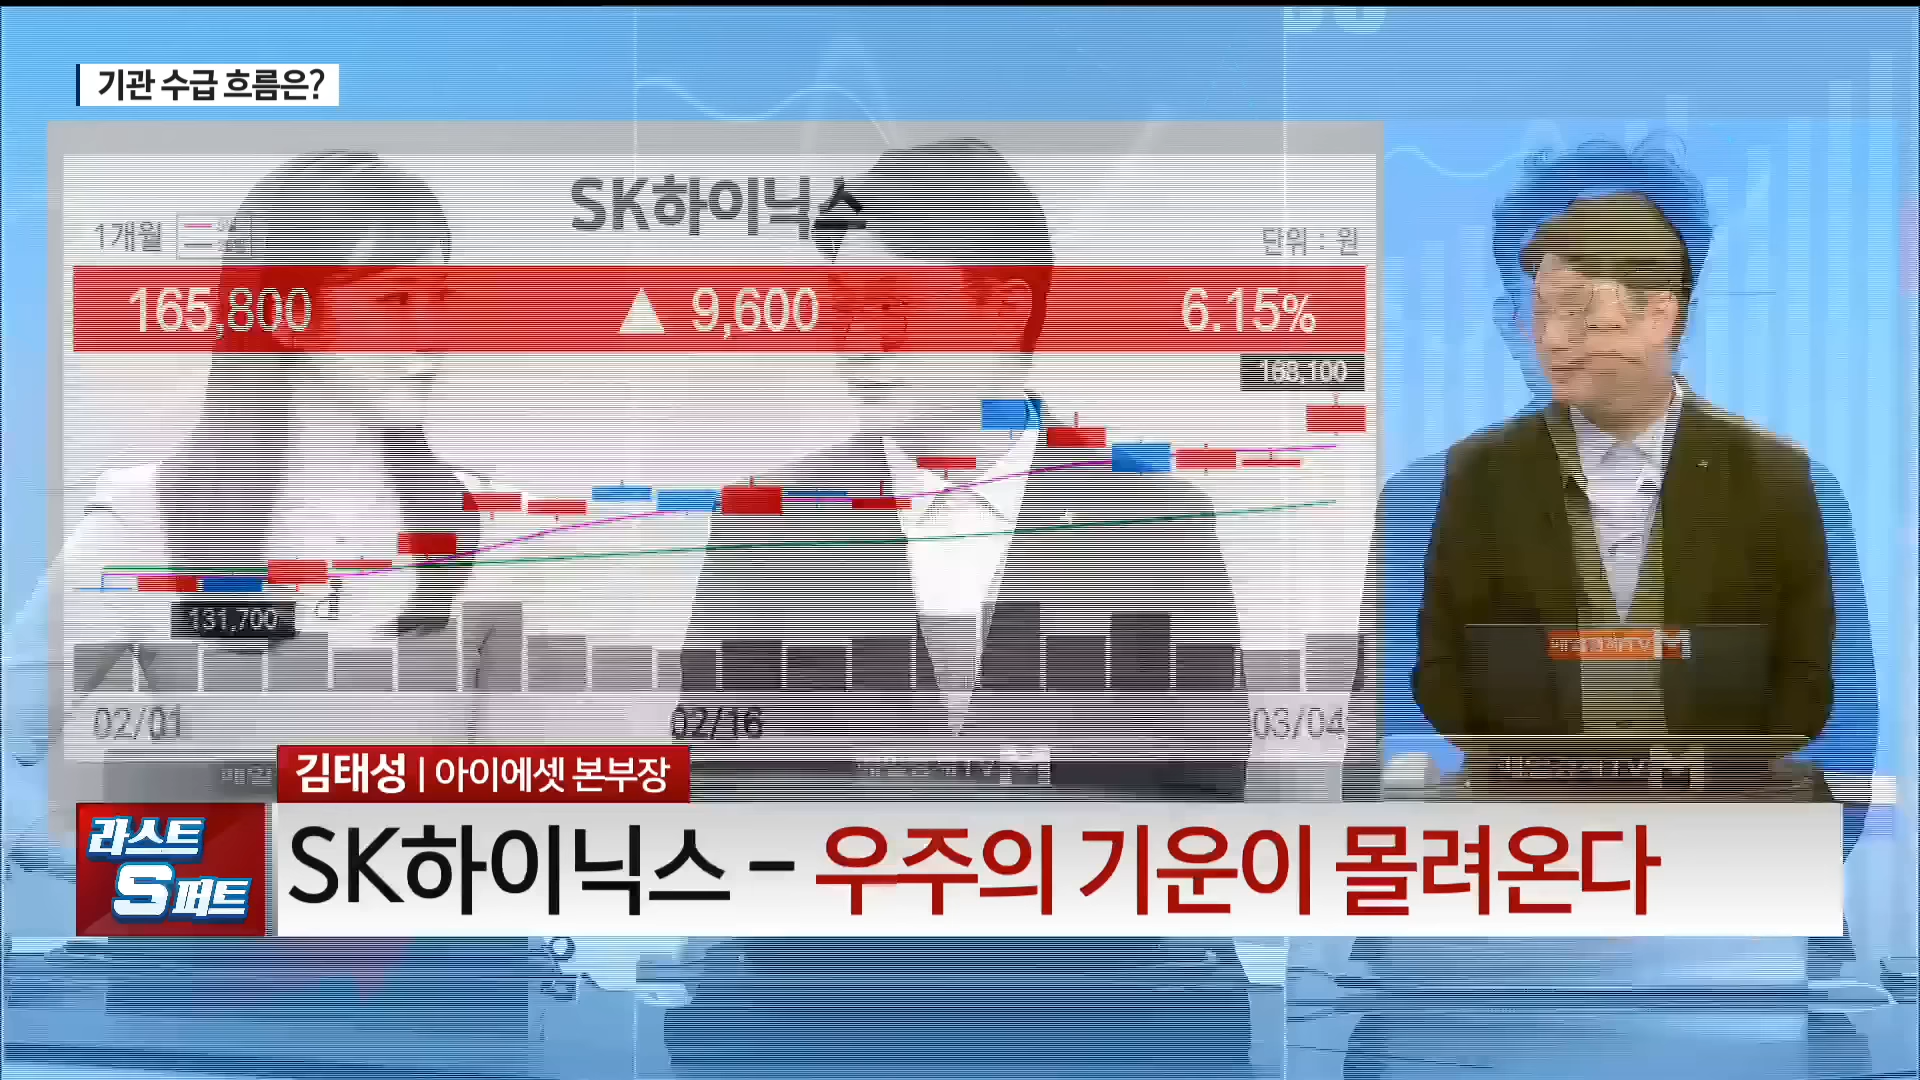 기관 수급 흐름은?
SK하이닉스
1개월
단위 : 원
165,800 ▲ 9,600 6.15%
168,100
131,700
02/01 02/16 03/04
김태성 | 아이에셋 본부장
라스트
S퍼트
SK하이닉스 - 우주의 기운이 몰려온다